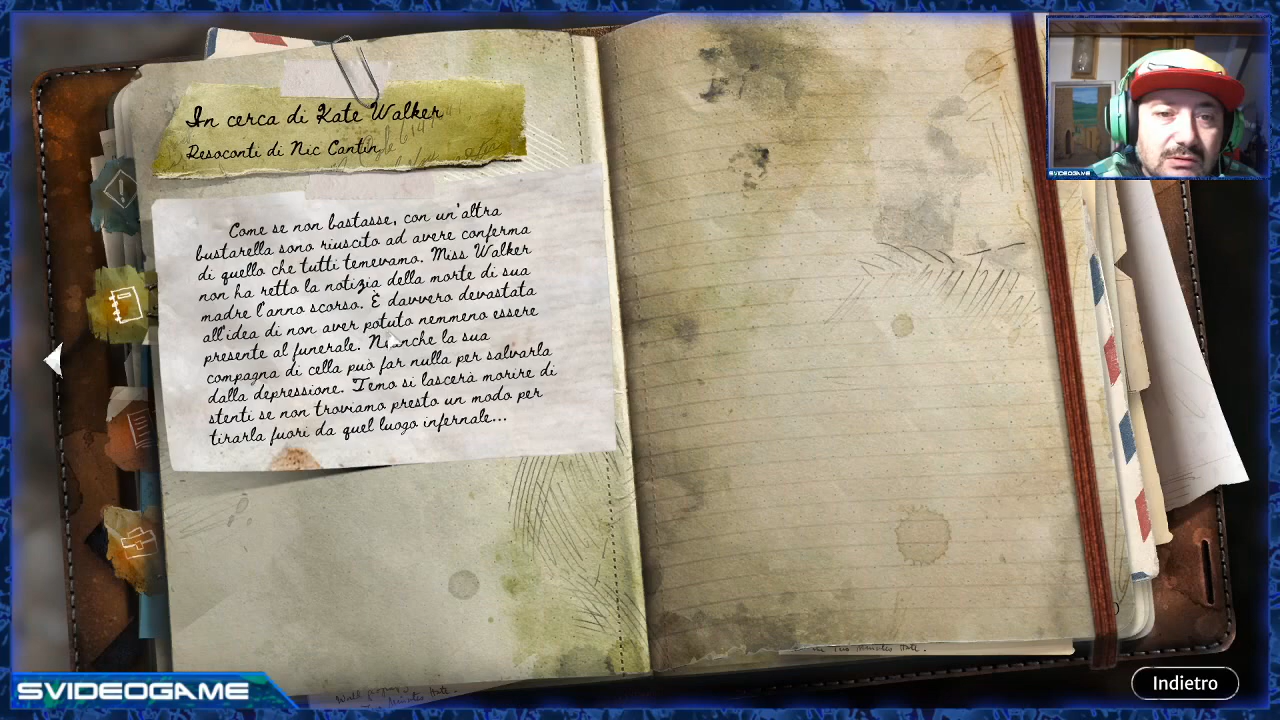 In cerca di Kate Walker
Resoconti di Nic Cantin
Come se non bastasse, con un'altra
bustarella sono riuscito ad avere conferma
di quello che tutti temevamo. Miss Walker
non ha retto la notizia della morte di sua
madre l'anno scorso. È davvero devastata
all'idea di non aver potuto nemmeno essere
presente al funerale. Neanche la sua
compagna di cella può far nulla per salvarla
dalla depressione. Temo si lascerà morire di
stenti se non troviamo presto un modo per
tirarla fuori da quel luogo infernale...
SVIDEOGAME
SVIDEOGAME
Indietro